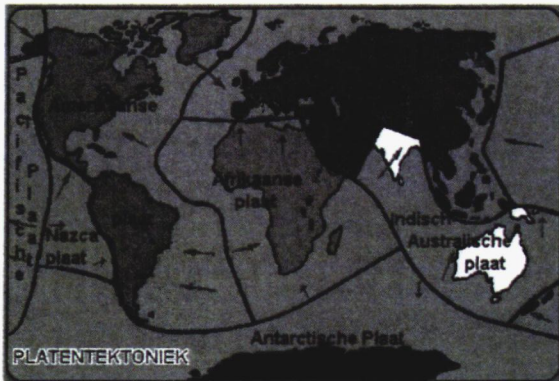 Pacifische Plaat
Amerikaanse
Afrikaanse
plaat
Nazca
plaat
Indisch
Australische
plaat
Antarctische Plaat
PLATENTEKTONIEK